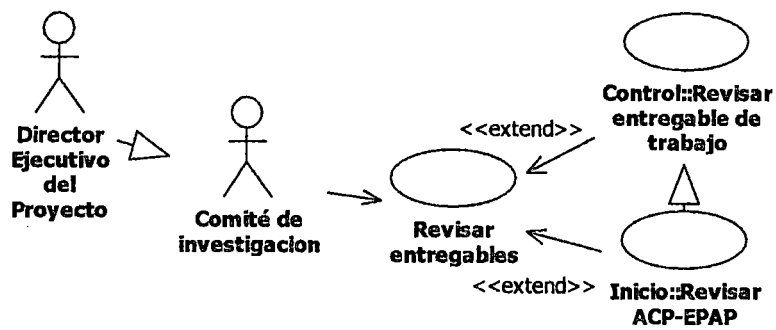 Director
Ejecutivo
del
Proyecto
Comité de
investigacion
<<extend>>
Revisar
entregables
<<extend>>
Control::Revisar
entregable de
trabajo
Inicio::Revisar
ACP-EPAP